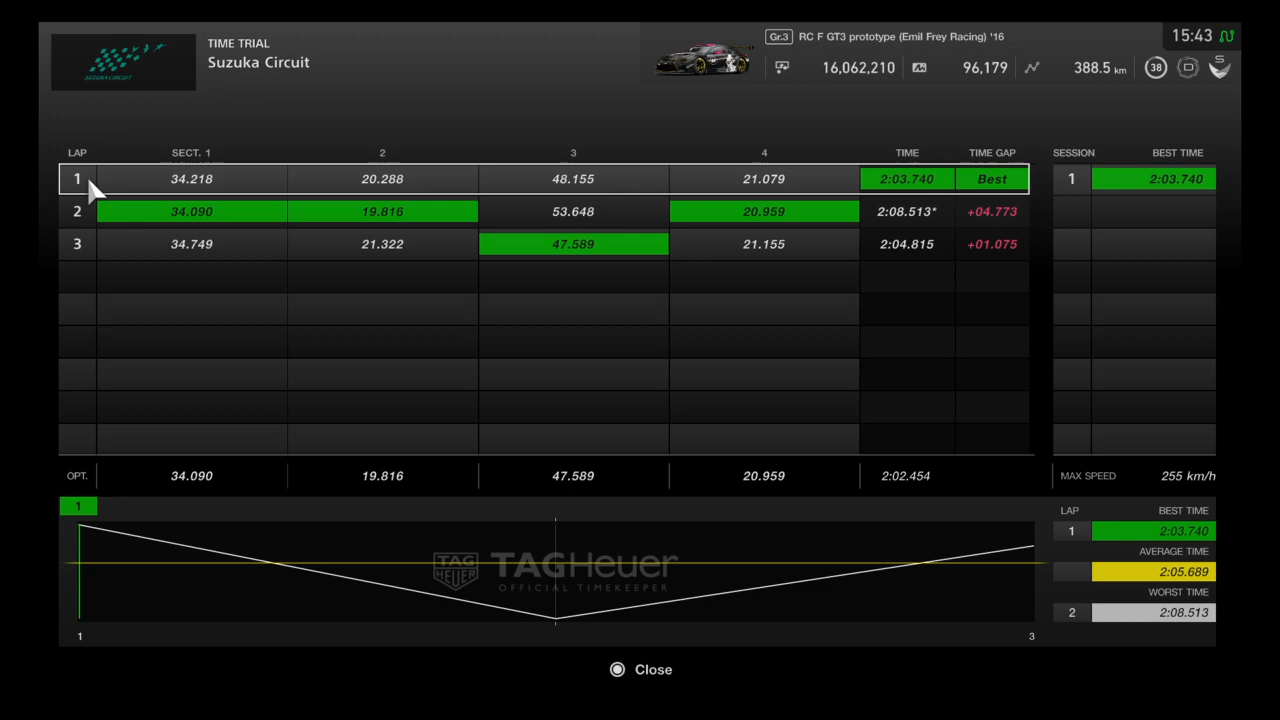 TIME TRIAL
Suzuka Circuit
SUZUKA CIRCUIT
Gr.3 RC F GT3 prototype (Emil Frey Racing) '16
15:43
16,062,210 96,179 388.5 km 38 S
LAP SECT. 1 2 3 4 TIME TIME GAP SESSION BEST TIME
1 34.218 20.288 48.155 21.079 2:03.740 Best 1 2:03.740
2 34.090 19.816 53.648 20.959 2:08.513* +04.773
3 34.749 21.322 47.589 21.155 2:04.815 +01.075
OPT. 34.090 19.816 47.589 20.959 2:02.454 MAX SPEED 255 km/h
1
LAP BEST TIME
1 2:03.740
AVERAGE TIME
2:05.689
WORST TIME
2 2:08.513
TAG HEUER TAGHeuer
OFFICIAL TIMEKEEPER
1 3
Close